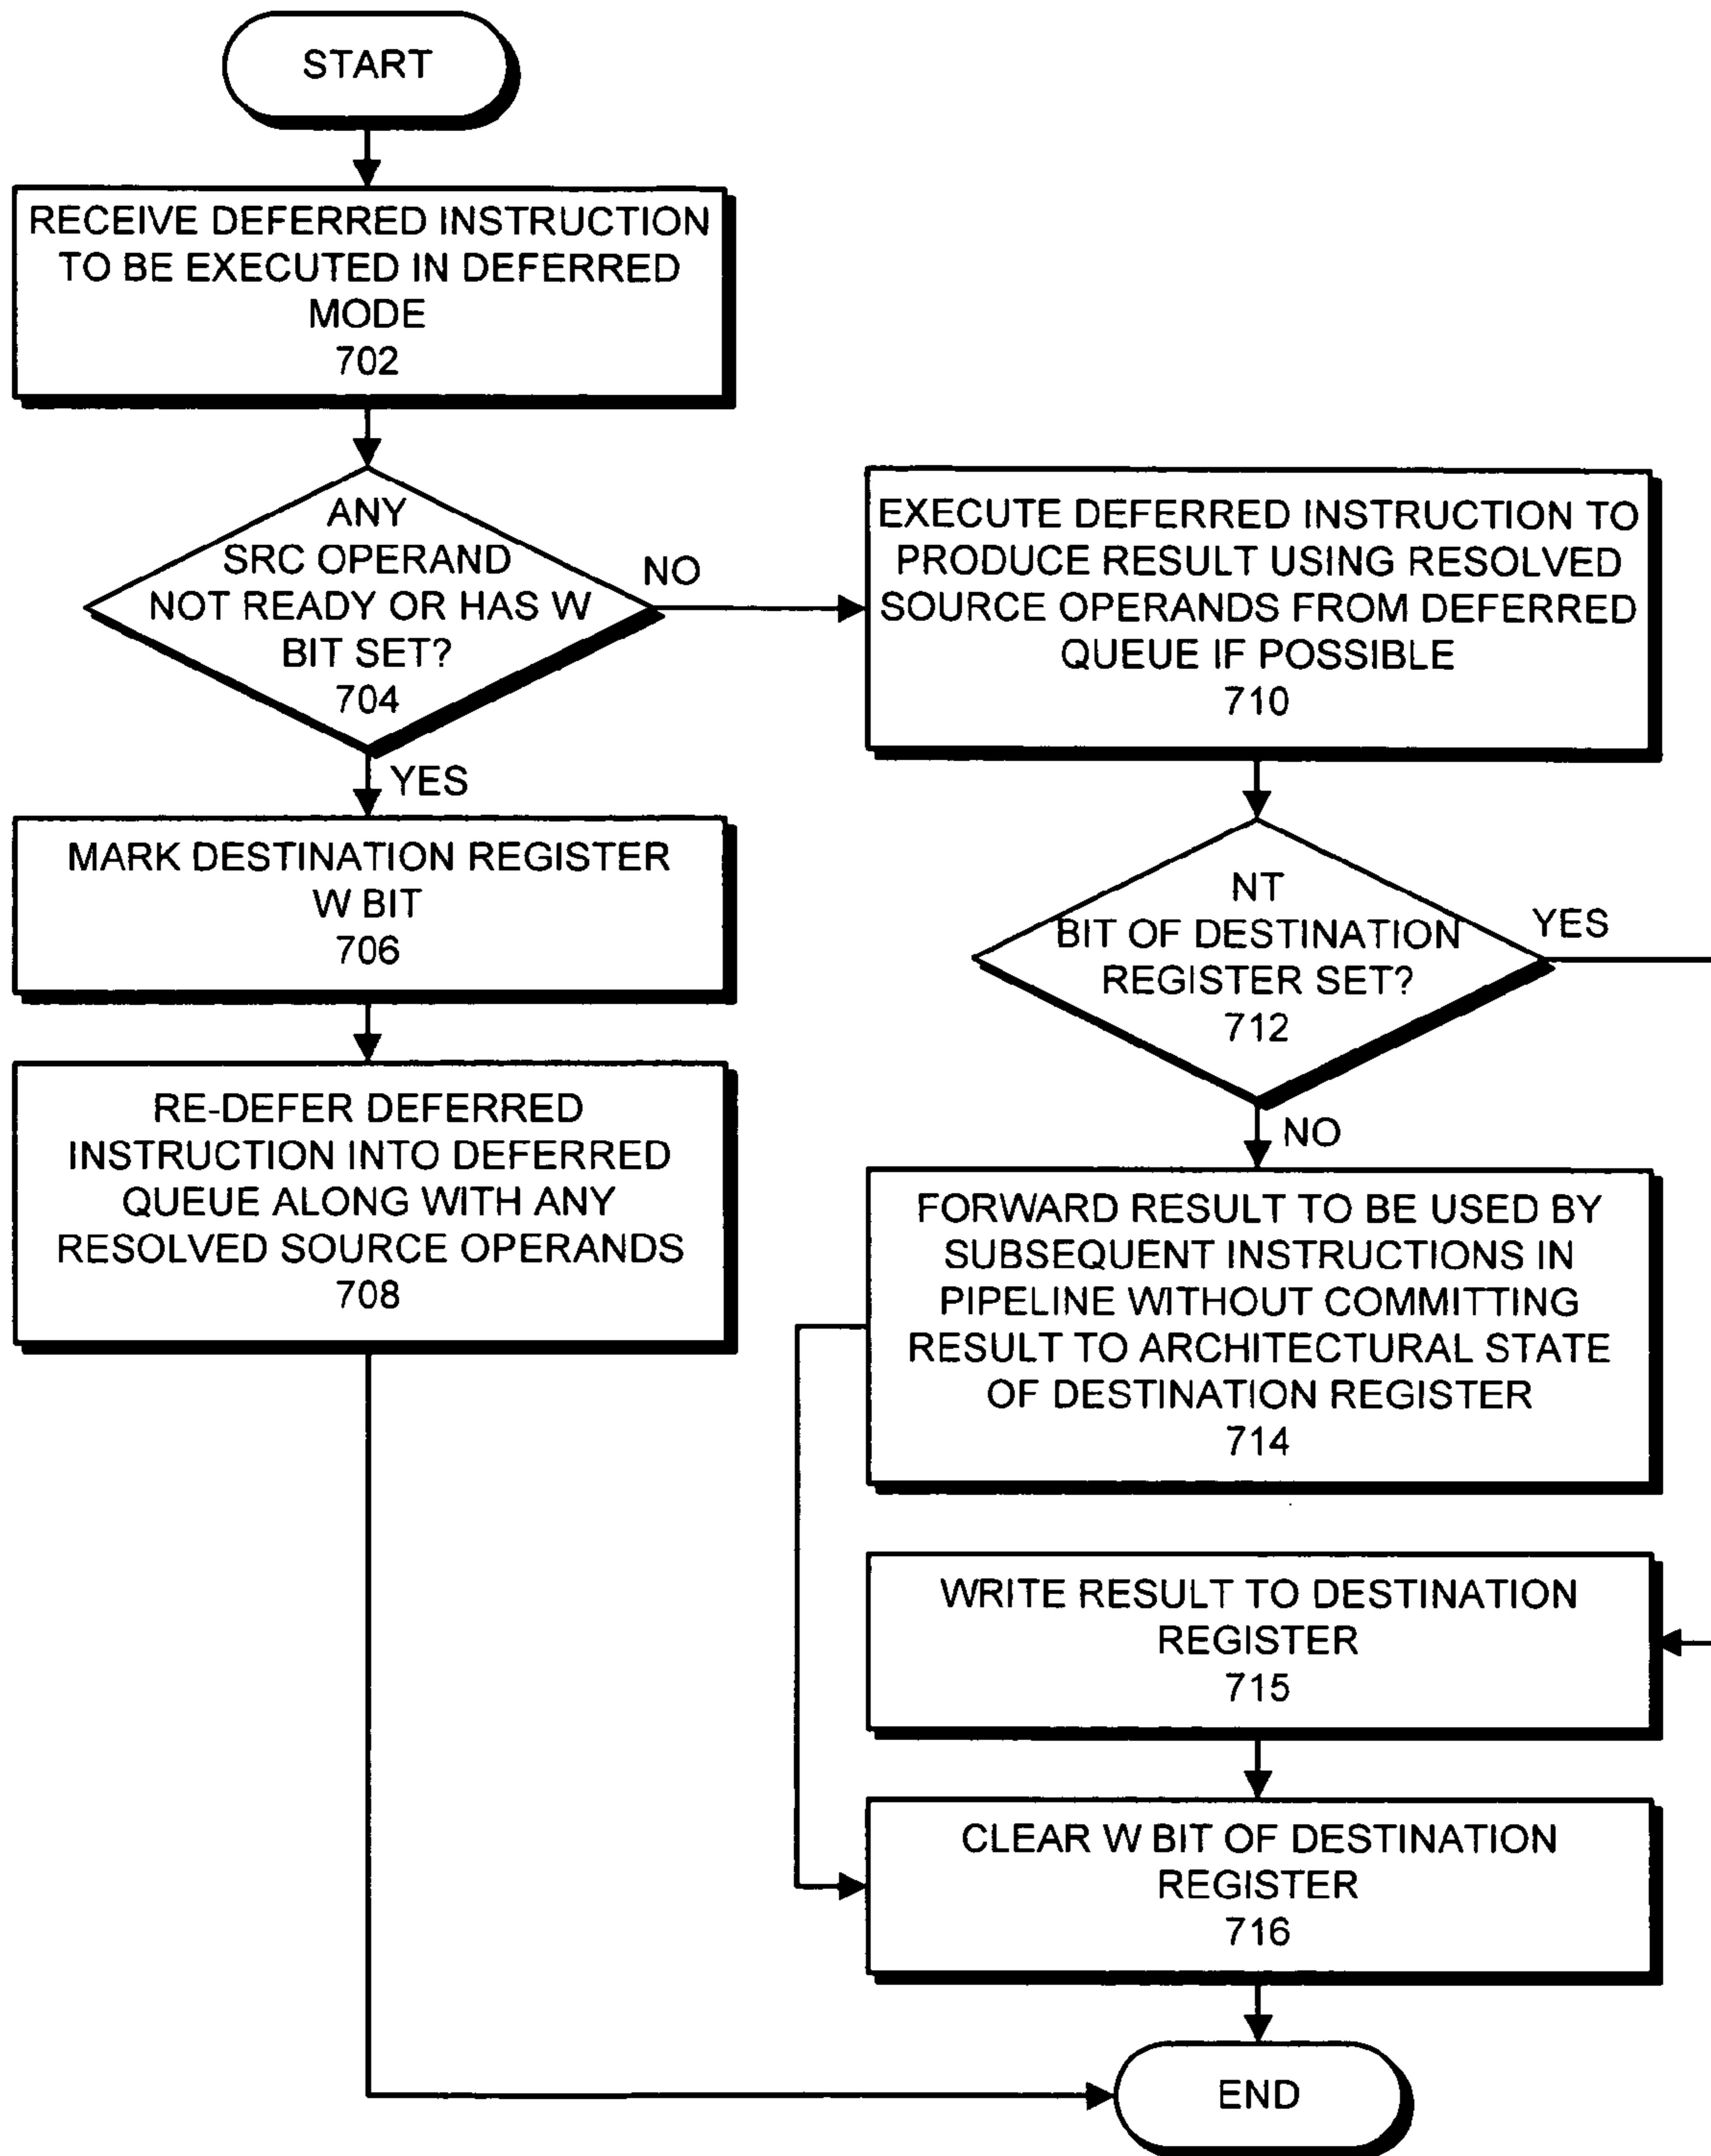 START
RECEIVE DEFERRED INSTRUCTION
TO BE EXECUTED IN DEFERRED
MODE
702
ANY
SRC OPERAND
NOT READY OR HAS W
BIT SET?
704
NO
YES
MARK DESTINATION REGISTER
W BIT
706
RE-DEFER DEFERRED
INSTRUCTION INTO DEFERRED
QUEUE ALONG WITH ANY
RESOLVED SOURCE OPERANDS
708
EXECUTE DEFERRED INSTRUCTION TO
PRODUCE RESULT USING RESOLVED
SOURCE OPERANDS FROM DEFERRED
QUEUE IF POSSIBLE
710
NT
BIT OF DESTINATION
REGISTER SET?
712
YES
NO
FORWARD RESULT TO BE USED BY
SUBSEQUENT INSTRUCTIONS IN
PIPELINE WITHOUT COMMITTING
RESULT TO ARCHITECTURAL STATE
OF DESTINATION REGISTER
714
WRITE RESULT TO DESTINATION
REGISTER
715
CLEAR W BIT OF DESTINATION
REGISTER
716
END